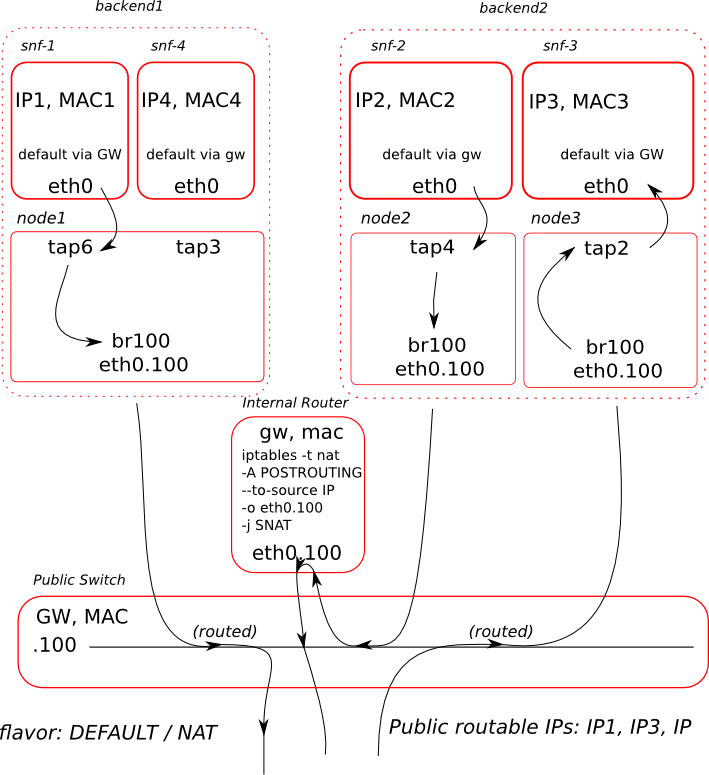 backend1
backend2
snf-1
snf-4
snf-2
snf-3
IP1, MAC1
IP4, MAC4
IP2, MAC2
IP3, MAC3
default via GW
default via gw
default via gw
default via GW
eth0
eth0
eth0
eth0
node1
node2
node3
tap6
tap3
tap4
tap2
br100
eth0.100
br100
eth0.100
br100
eth0.100
Internal Router
gw, mac
iptables -t nat
-A POSTROUTING
--to-source IP
-o eth0.100
-j SNAT
eth0.100
Public Switch
GW, MAC
.100
(routed)
(routed)
flavor: DEFAULT / NAT
Public routable IPs: IP1, IP3, IP